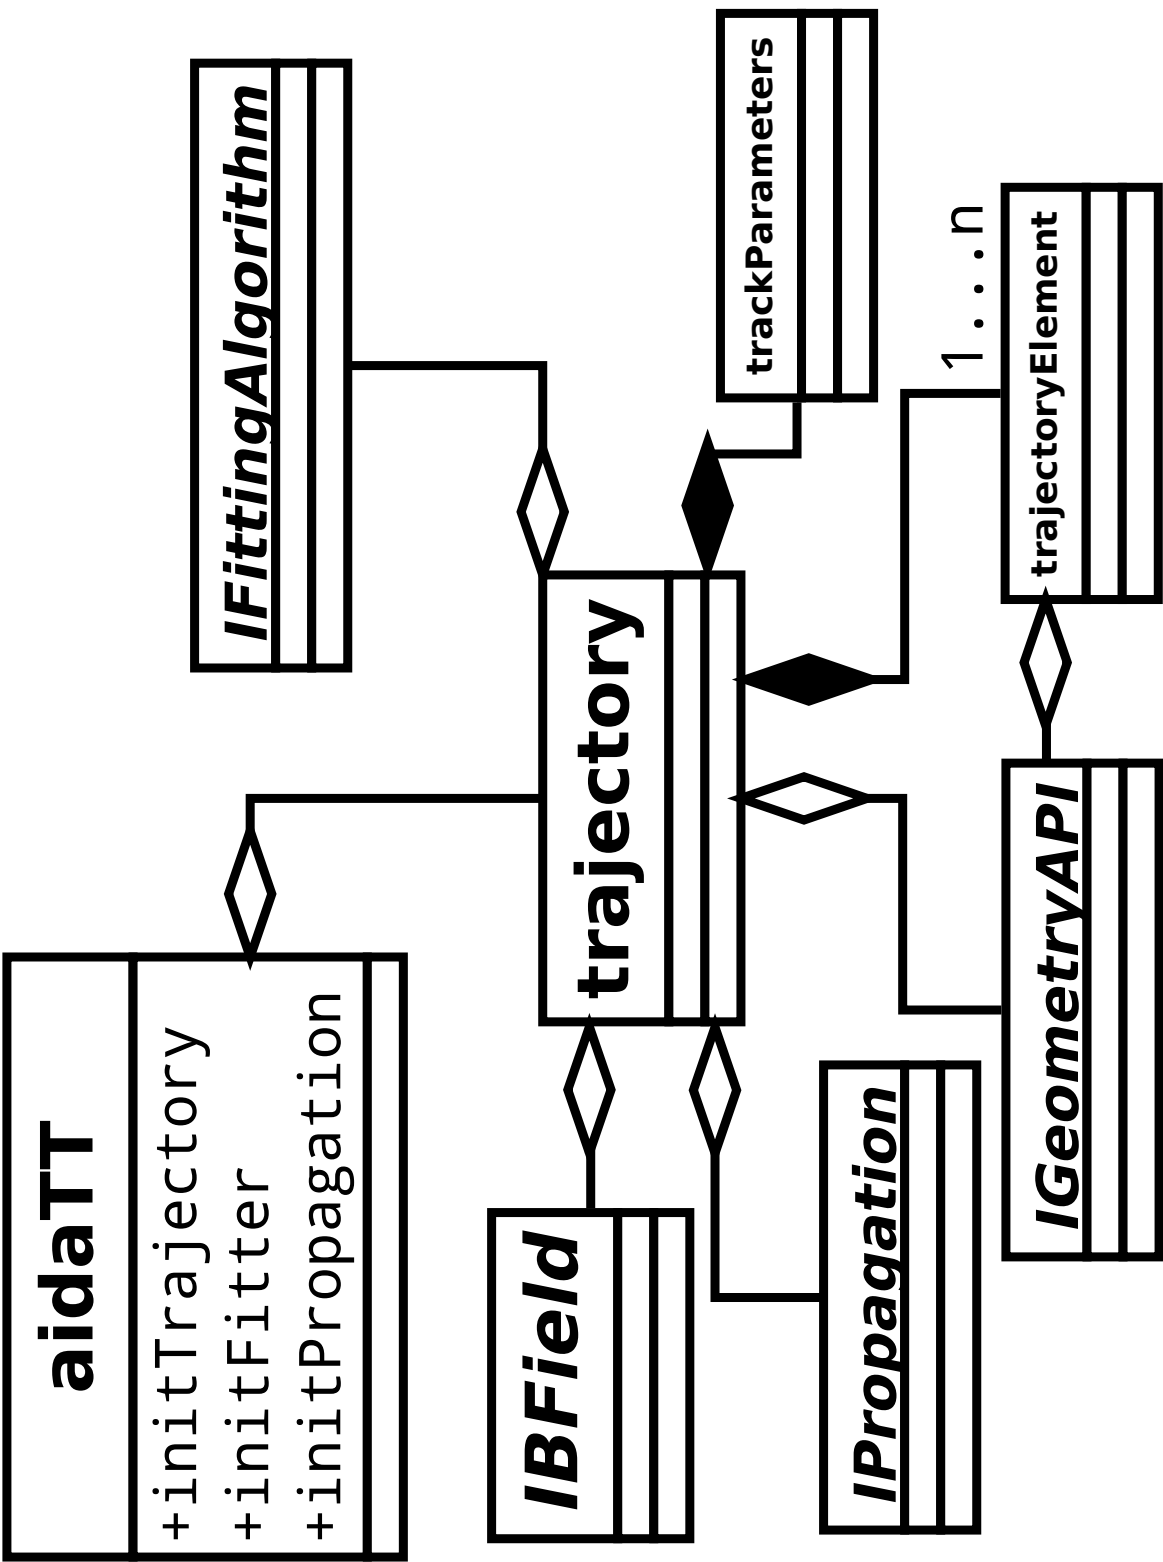 aidaTT
+initTrajectory
+initFitter
+initPropagation
IFittingAlgorithm
IBField
trajectory
trackParameters
IPropagation
1...n
IGeometryAPI
trajectoryElement